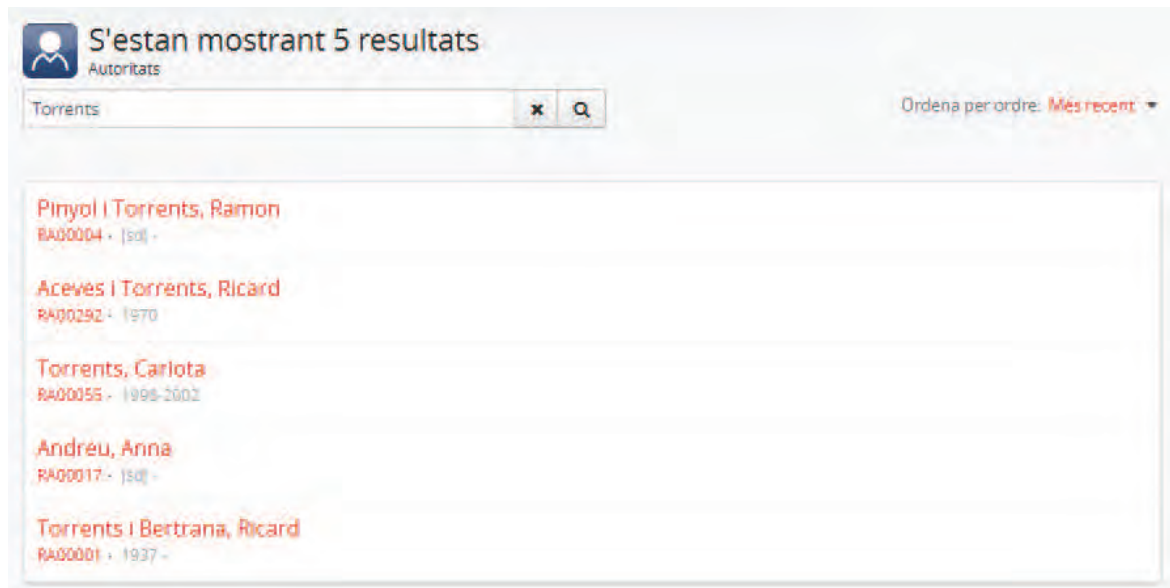 S'estan mostrant 5 resultats
Autoritats
Torrents
Ordena per ordre: Més recent
Pinyol i Torrents, Ramon
RA00004 - [sd] -
Aceves i Torrents, Ricard
RA00292 - 1970
Torrents, Carlota
RA00055 - 1998-2002
Andreu, Anna
RA00017 - [sd] -
Torrents i Bertrana, Ricard
RA00001 - 1937 -